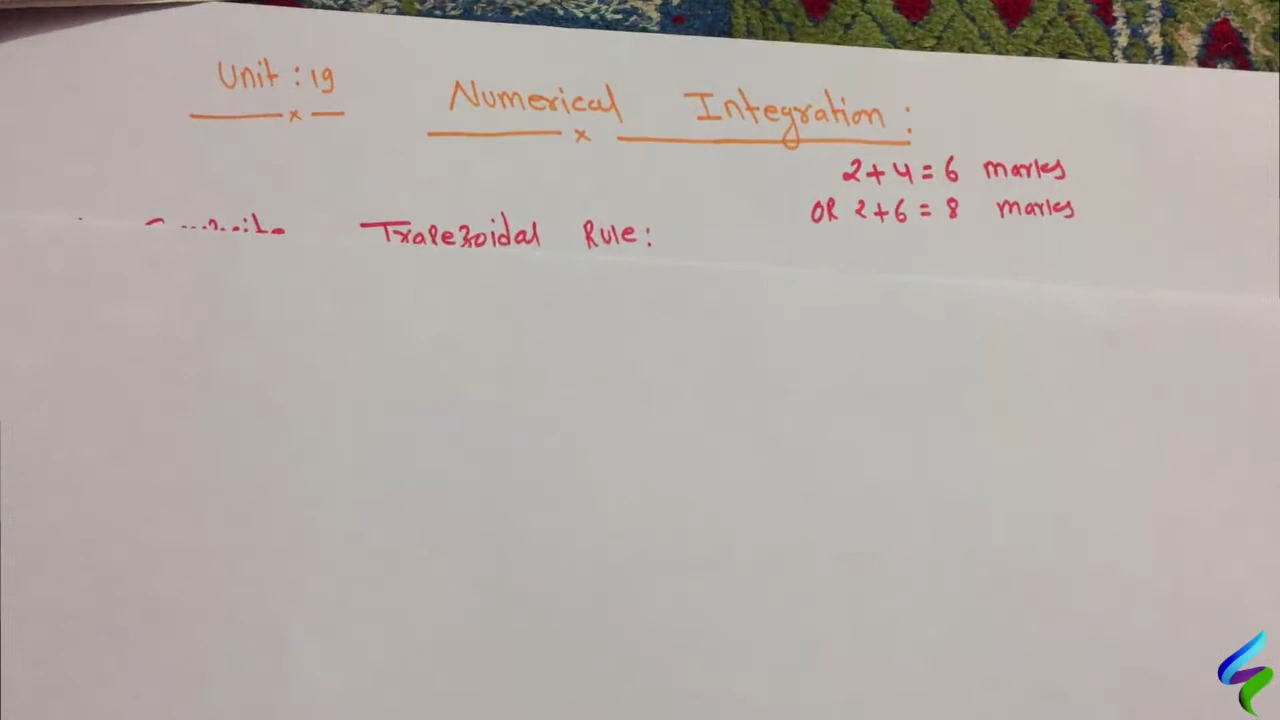 Unit : 19
Numerical Integration :
2 + 4 = 6 marks
OR 2 + 6 = 8 marks
Trapezoidal Rule :